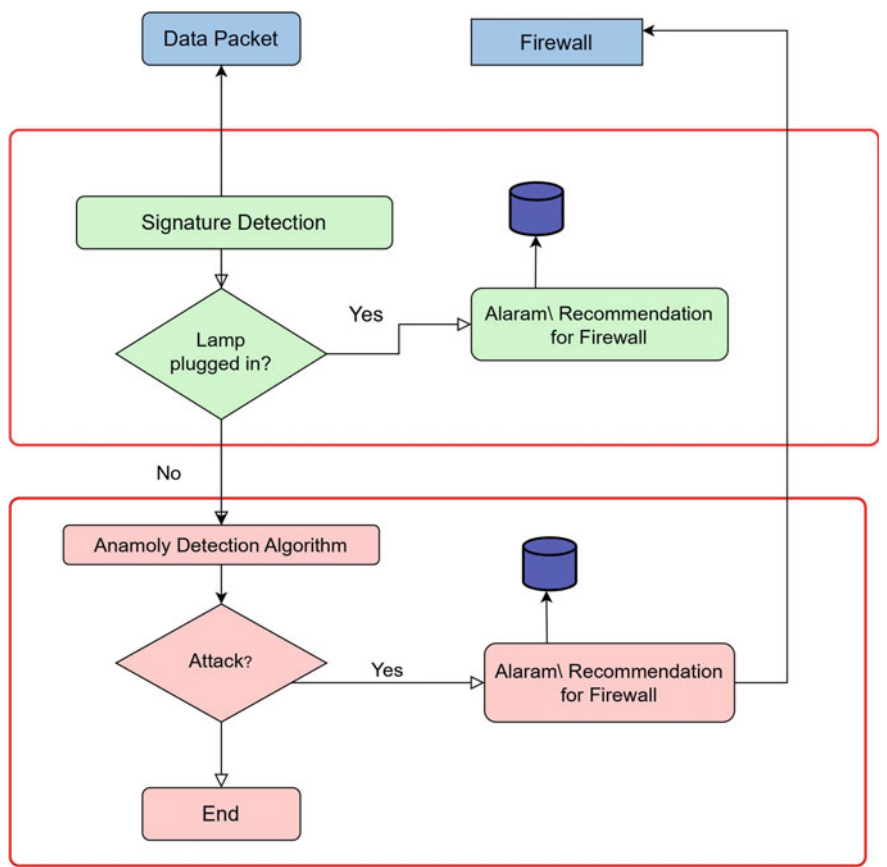 Data Packet
Firewall
Signature Detection
Lamp
plugged in?
Yes
Alaram\ Recommendation
for Firewall
No
Anamoly Detection Algorithm
Attack?
Yes
Alaram\ Recommendation
for Firewall
End